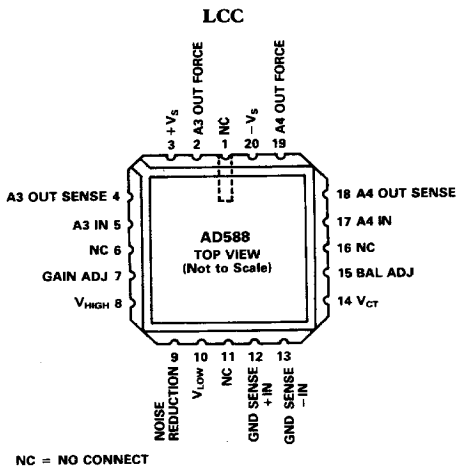 LCC
+VS
A3 OUT FORCE
NC
-VS
A4 OUT FORCE
3 2 1 20 19
A3 OUT SENSE 4
A3 IN 5
NC 6
GAIN ADJ 7
VHIGH 8
AD588
TOP VIEW
(Not to Scale)
18 A4 OUT SENSE
17 A4 IN
16 NC
15 BAL ADJ
14 VCT
9 10 11 12 13
NOISE
REDUCTION
VLOW
NC
GND SENSE
+ IN
GND SENSE
- IN
NC = NO CONNECT